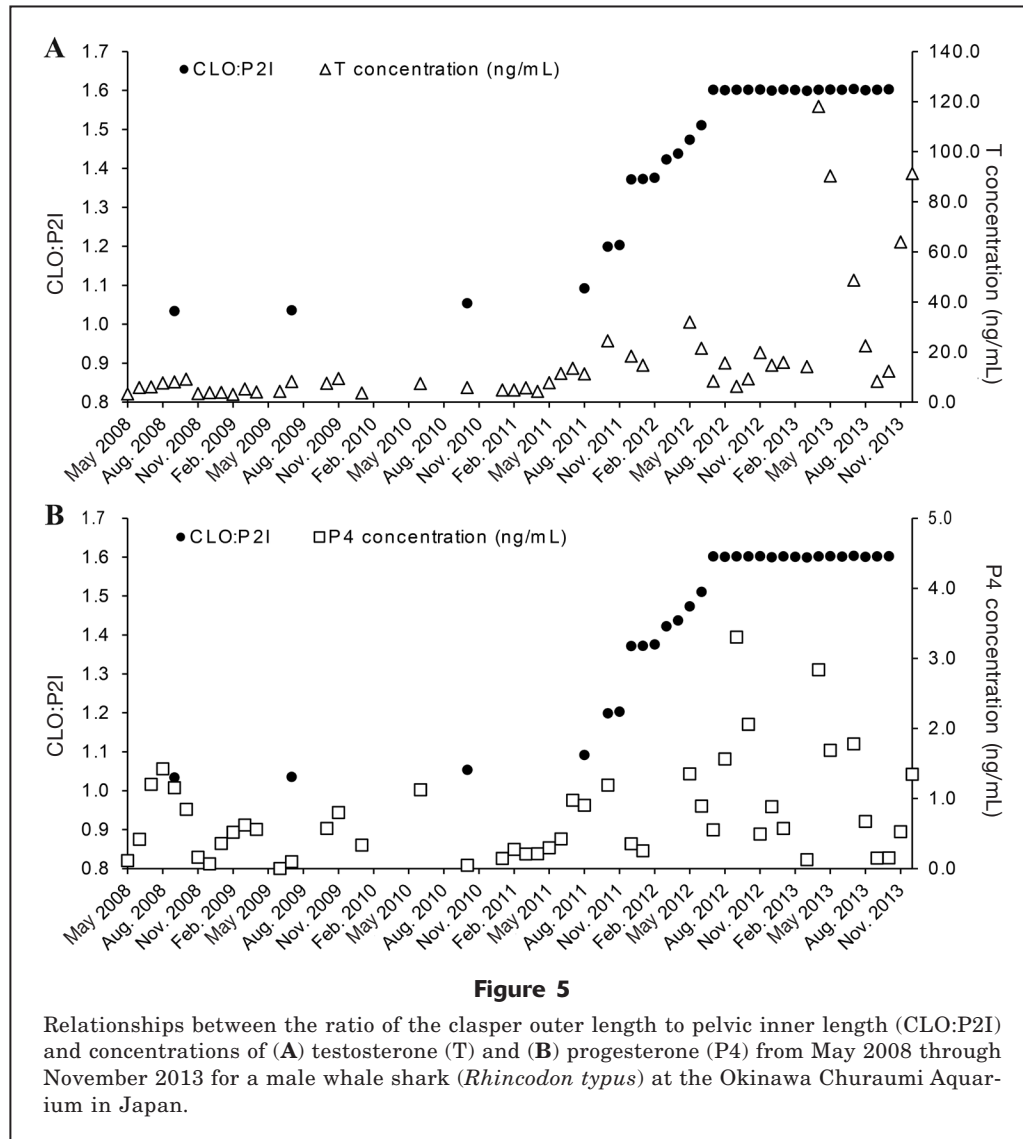 A
CLO:P2I
T concentration (ng/mL)
1.7
1.6
1.5
1.4
1.3
1.2
1.1
1.0
0.9
0.8
CLO:P2I
140.0
120.0
100.0
80.0
60.0
40.0
20.0
0.0
T concentration (ng/mL)
May 2008
Aug. 2008
Nov. 2008
Feb. 2009
May 2009
Aug. 2009
Nov. 2009
Feb. 2010
May 2010
Aug. 2010
Nov. 2010
Feb. 2011
May 2011
Aug. 2011
Nov. 2011
Feb. 2012
May 2012
Aug. 2012
Nov. 2012
Feb. 2013
May 2013
Aug. 2013
Nov. 2013
B
CLO:P2I
P4 concentration (ng/mL)
1.7
1.6
1.5
1.4
1.3
1.2
1.1
1.0
0.9
0.8
CLO:P2I
5.0
4.0
3.0
2.0
1.0
0.0
P4 concentration (ng/mL)
May 2008
Aug. 2008
Nov. 2008
Feb. 2009
May 2009
Aug. 2009
Nov. 2009
Feb. 2010
May 2010
Aug. 2010
Nov. 2010
Feb. 2011
May 2011
Aug. 2011
Nov. 2011
Feb. 2012
May 2012
Aug. 2012
Nov. 2012
Feb. 2013
May 2013
Aug. 2013
Nov. 2013
Figure 5
Relationships between the ratio of the clasper outer length to pelvic inner length (CLO:P2I)
and concentrations of (A) testosterone (T) and (B) progesterone (P4) from May 2008 through
November 2013 for a male whale shark (Rhincodon typus) at the Okinawa Churaumi Aquar-
ium in Japan.